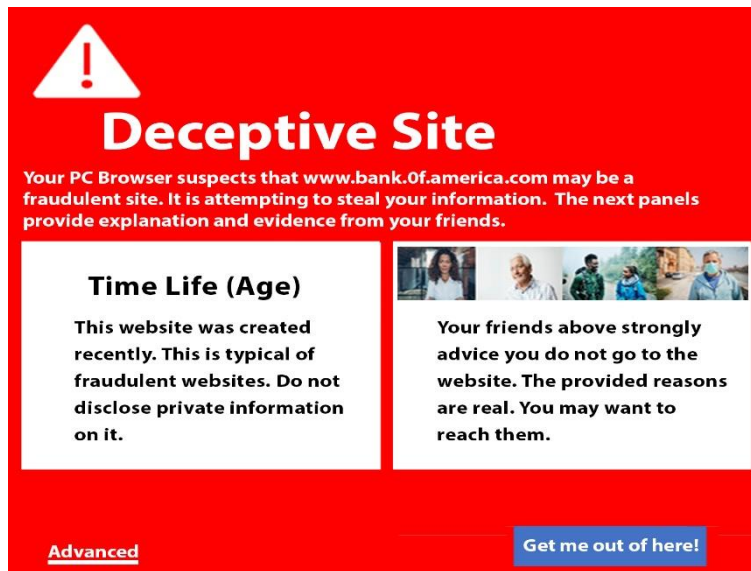 !
Deceptive Site
Your PC Browser suspects that www.bank.0f.america.com may be a
fraudulent site. It is attempting to steal your information. The next panels
provide explanation and evidence from your friends.
Time Life (Age)
This website was created
recently. This is typical of
fraudulent websites. Do not
disclose private information
on it.
Your friends above strongly
advice you do not go to the
website. The provided reasons
are real. You may want to
reach them.
Advanced
Get me out of here!